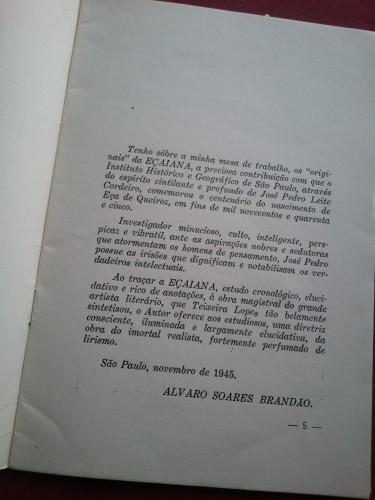 Tenho sôbre a minha mesa de trabalho, os "origi-
nais" da EÇAIANA, a preciosa contribuição com que o
Instituto Histórico e Geográfico de São Paulo, através
do espírito cintilante e profundo de José Pedro Leite
Cordeiro, comemorou o centenário do nascimento de
Eça de Queiroz, em fins de mil novecentos e quarenta
e cinco.
Investigador minucioso, culto, inteligente, pers-
picaz e vibratil, ante as aspirações nobres e sedutoras
que atormentam os homens de pensamento, José Pedro
possue as irisões que dignificam e notabilisam os ver-
dadeiros intelectuais.
Ao traçar a EÇAIANA, estudo cronológico, eluci-
dativo e rico de anotações, à obra magistral do grande
artista literário, que Teixeira Lopes tão belamente
sintetisou, o Autor oferece aos estudiosos, uma diretriz
consciente, iluminada e largamente elucidativa, da
obra do imortal realista, fortemente perfumado de
lirismo.
São Paulo, novembro de 1945.
ALVARO SOARES BRANDÃO.
— 5 —